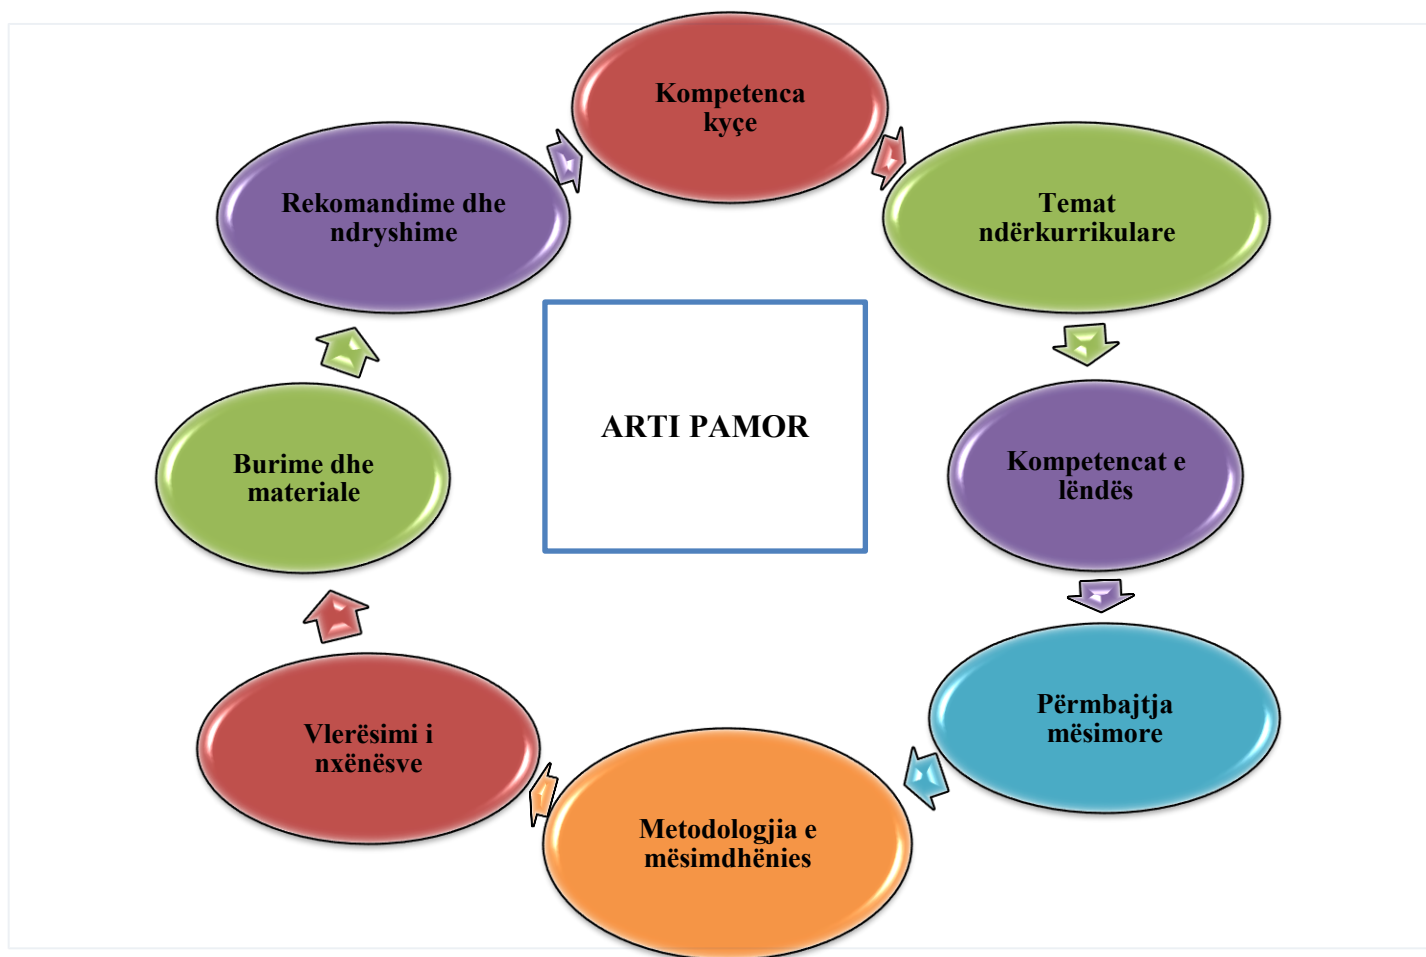 Kompetenca
kyçe
Temat
ndërkurrikulare
Kompetencat e
lëndës
Përmbajtja
mësimore
Metodologjia e
mësimdhënies
Vlerësimi i
nxënësve
Burime dhe
materiale
Rekomandime dhe
ndryshime
ARTI PAMOR